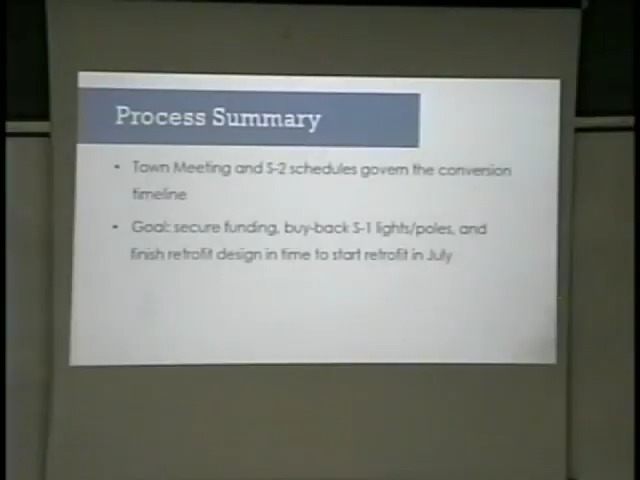 Process Summary
• Town Meeting and S-2 schedules govern the conversion
timeline
• Goal: secure funding, buy-back S-1 lights/poles, and
finish retrofit design in time to start retrofit in July